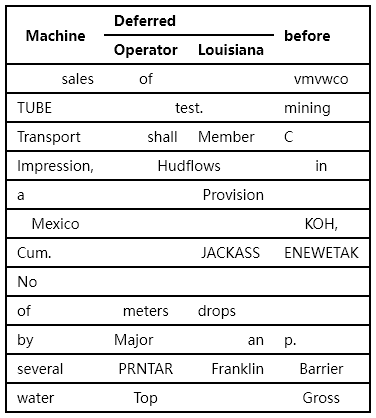 Machine Deferred before
Operator Louisiana
sales of vmvwco
TUBE test. mining
Transport shall Member C
Impression, Hudflows in
a Provision
Mexico KOH,
Cum. JACKASS ENEWETAK
No
of meters drops
by Major an p.
several PRNTAR Franklin Barrier
water Top Gross